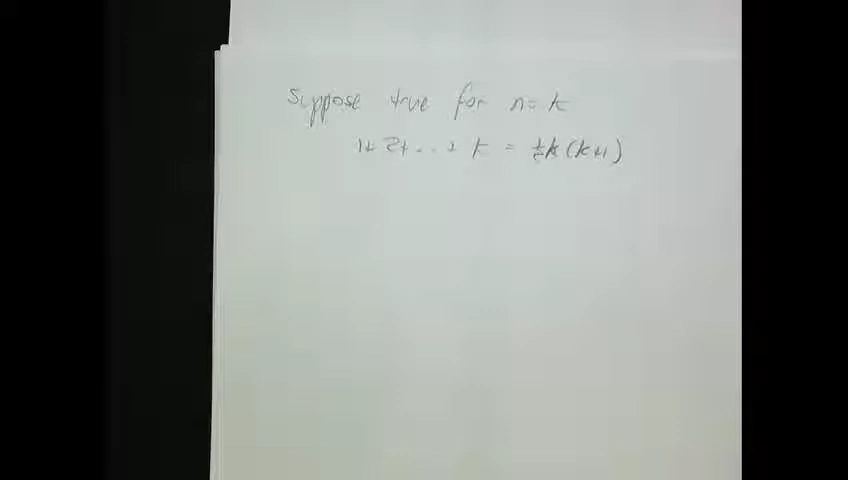 Suppose true for n = k
1+2+...+ k = ½k(k+1)